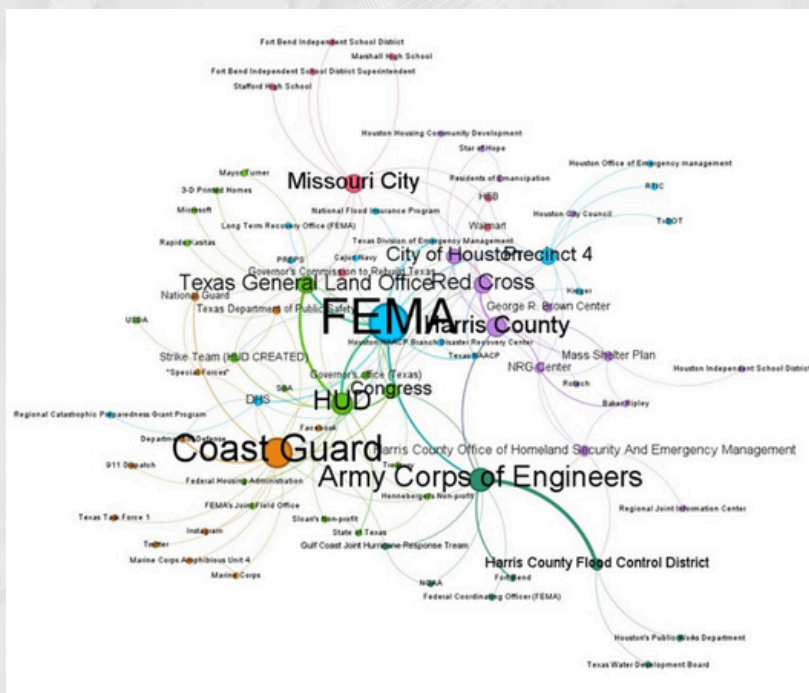 Fort Bend Independent School District
Marshall High School
Fort Bend Independent School District Superintendent
Stafford High School
Houston Housing Community Development
Star of Hope
Houston Office of Emergency management
Mayor Turner
Missouri City
Residents of Emancipation
RTIC
3-D Printed Homes
HEB
Microsoft
National Flood Insurance Program
Houston City Council
TxDOT
Long Term Recovery Office (FEMA)
Walmart
Rapido Kasitas
Texas Division of Emergency Management
PREPS
Cajun Navy
City of Houston
Precinct 4
Governor's Commission to Rebuild Texas
Texas General Land Office
Red Cross
National Guard
George R. Brown Center
Texas Department of Public Safety
USDA
FEMA
Harris County
Houston NAACP Branch Disaster Recovery Center
Strike Team (HUD CREATED)
Texas NAACP
Mass Shelter Plan
"Special Forces"
Governor's office (Texas)
NRG Center
Houston Independent School District
SBA
Congress
DHS
HUD
Baker Ripley
Regional Catastrophic Preparedness Grant Program
Facebook
Department of Defense
Coast Guard
Harris County Office of Homeland Security And Emergency Management
911 Dispatch
Treasury
Federal Housing Administration
Army Corps of Engineers
Henneberger's Non-profit
FEMA's Joint Field Office
Regional Joint Information Center
Texas Task Force 1
Sloan's Non-profit
Instagram
State of Texas
Twitter
Gulf Coast Joint Hurricane Response Tream
Marine Corps Amphibious Unit 4
Harris County Flood Control District
Marine Corps
Fort Bend
NOAA
Federal Coordinating Officer (FEMA)
Houston's Public Works Department
Texas Water Development Board